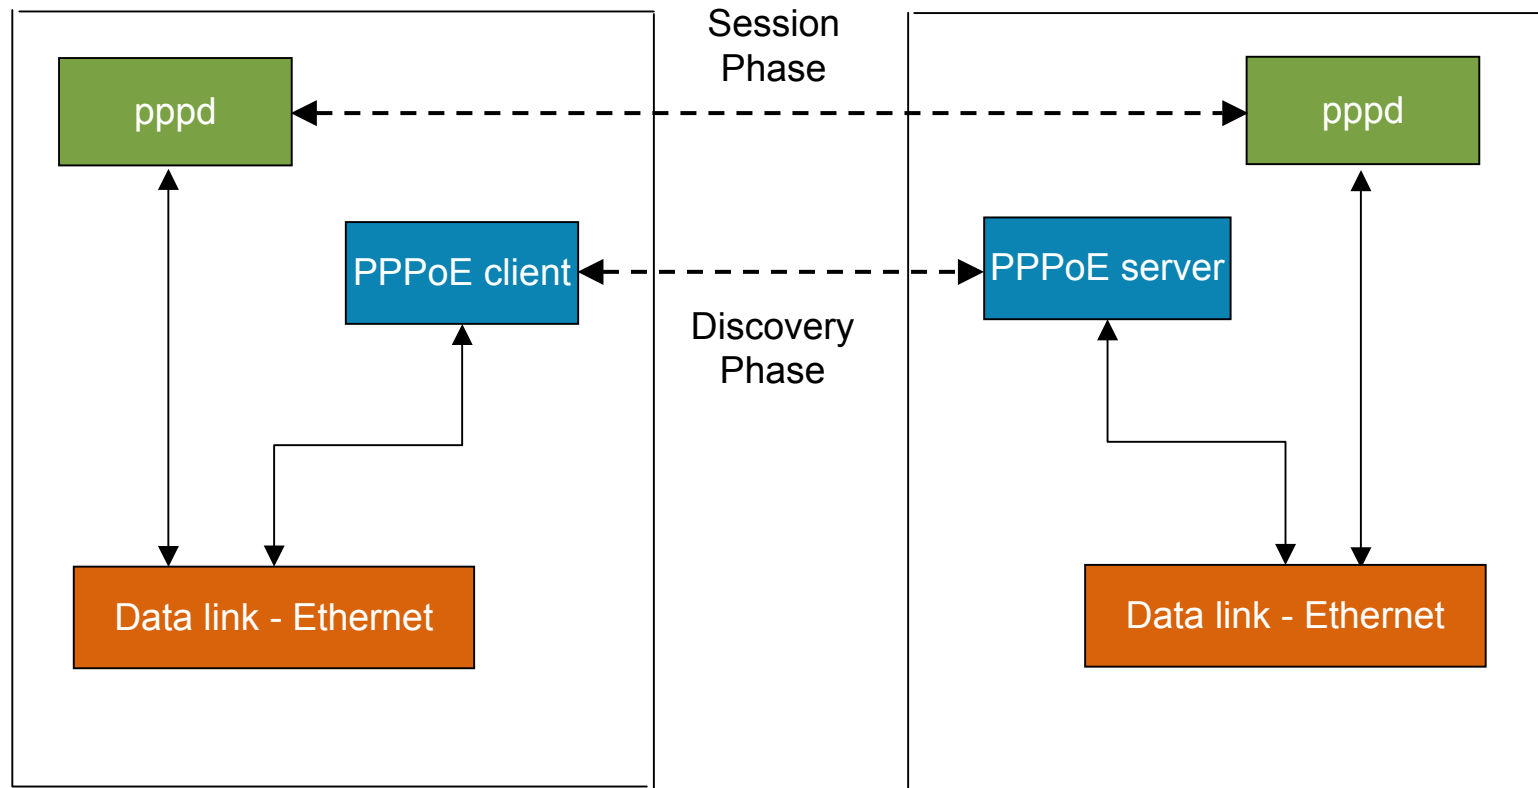 Session
Phase
pppd
pppd
PPPoE client
PPPoE server
Discovery
Phase
Data link - Ethernet
Data link - Ethernet